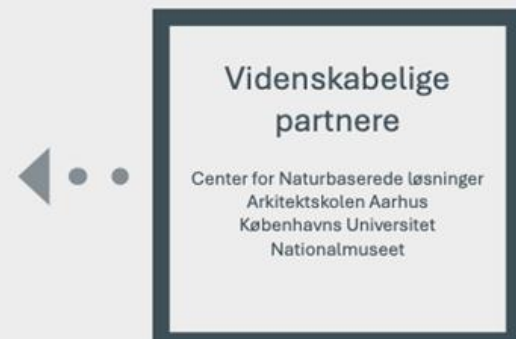 Videnskabelige
partnere
Center for Naturbaserede løsninger
Arkitektskolen Aarhus
Københavns Universitet
Nationalmuseet